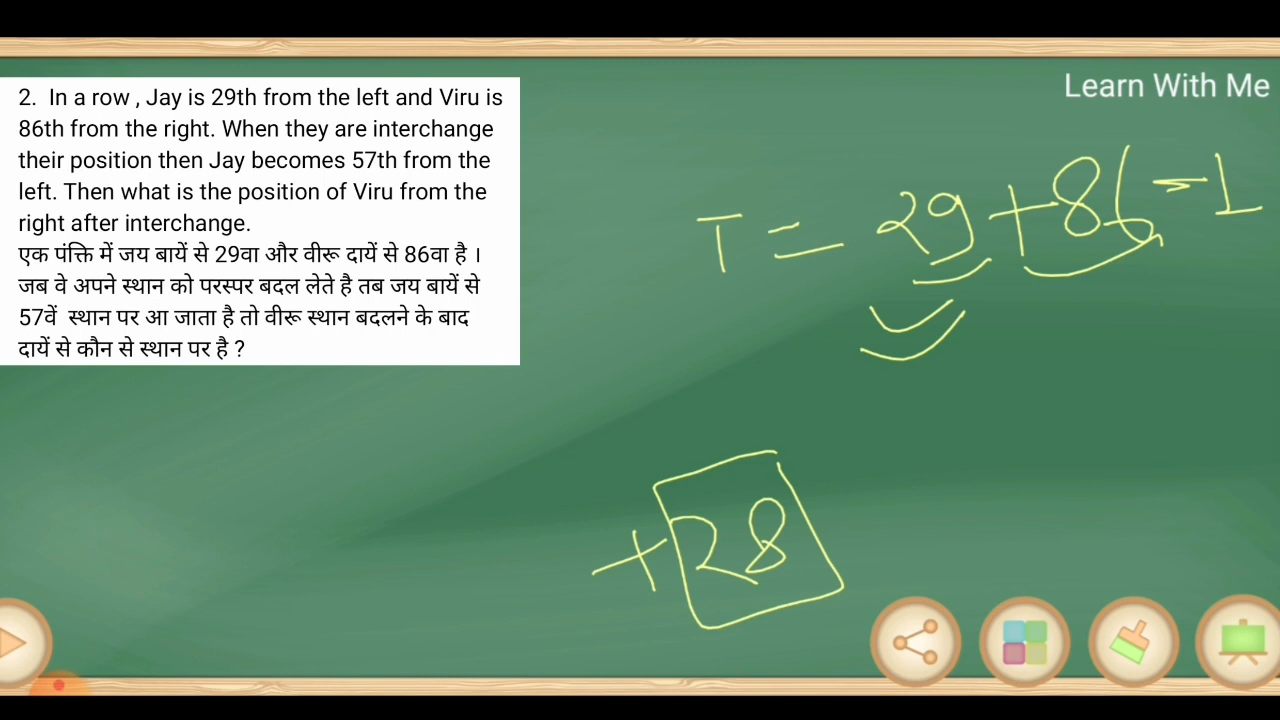 Learn With Me
2. In a row , Jay is 29th from the left and Viru is
86th from the right. When they are interchange
their position then Jay becomes 57th from the
left. Then what is the position of Viru from the
right after interchange.
एक पंक्ति में जय बायें से 29वा और वीरू दायें से 86वा है ।
जब वे अपने स्थान को परस्पर बदल लेते है तब जय बायें से
57वें स्थान पर आ जाता है तो वीरू स्थान बदलने के बाद
दायें से कौन से स्थान पर है ?
T = 29 + 86 - 1
+ 28